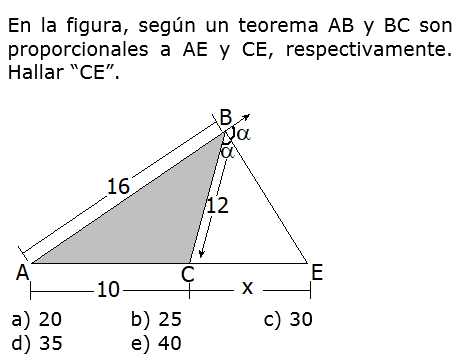 En la figura, según un teorema AB y BC son
proporcionales a AE y CE, respectivamente.
Hallar “CE”.
B
α
α
16
12
A
C
E
10
x
a) 20 b) 25 c) 30
d) 35 e) 40